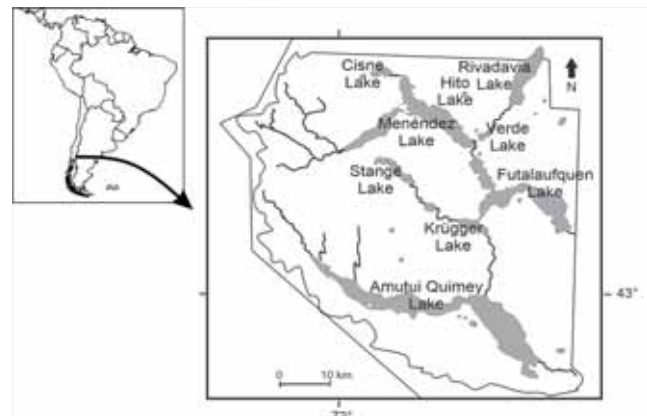 Cisne
Lake
Rivadavia
Lake
Hito
Lake
N
Menéndez
Lake
Verde
Lake
Stange
Lake
Futalaufquen
Lake
Krügger
Lake
Amutui Quimey
Lake
43°
0 10 km
72°